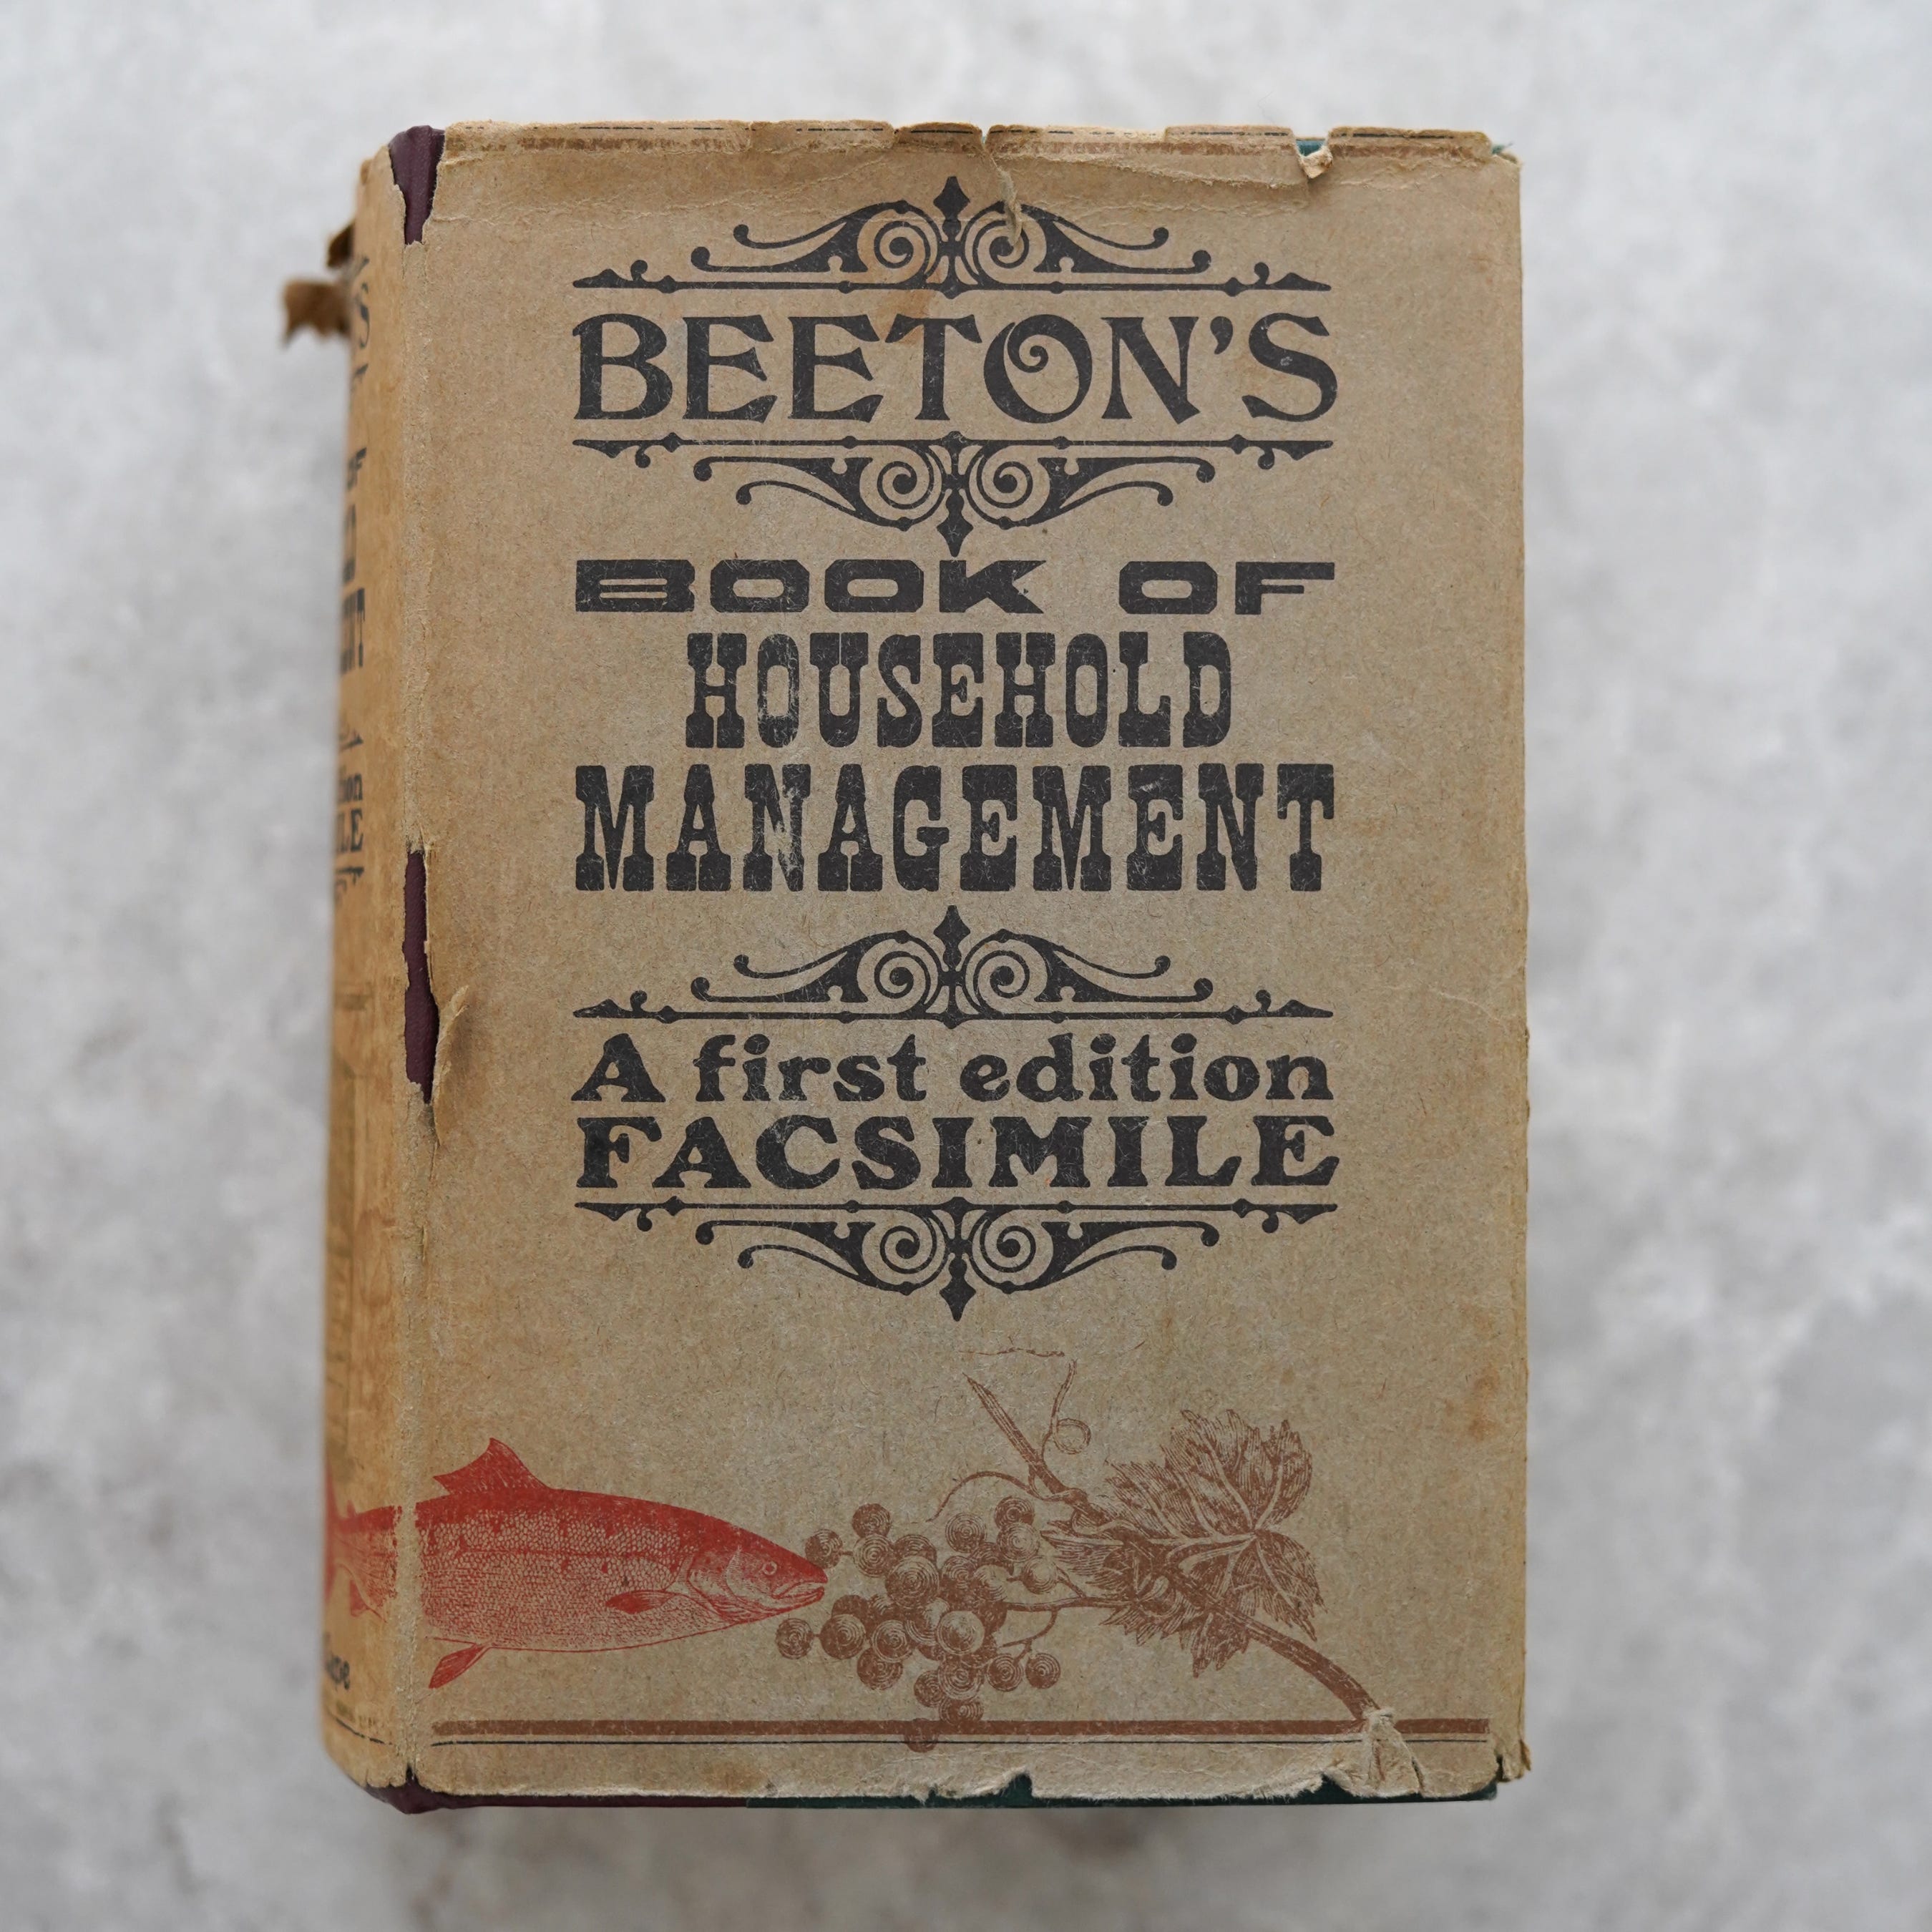 BEETON'S
BOOK OF
HOUSEHOLD
MANAGEMENT
A first edition
FACSIMILE